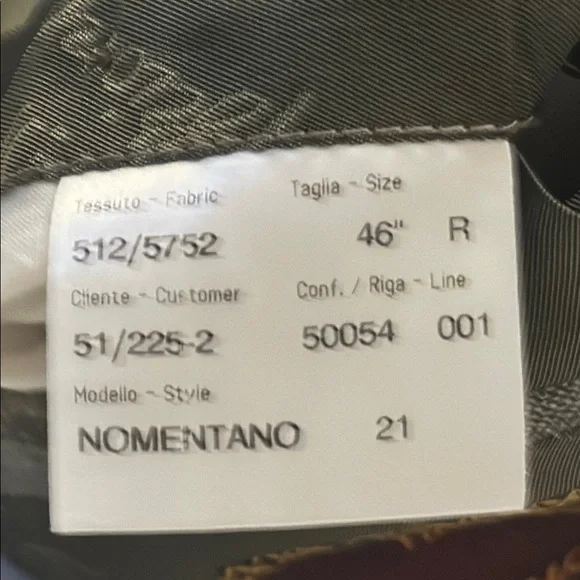 Tessuto - Fabric Taglia - Size
512/5752 46" R
Cliente - Customer Conf. / Riga - Line
51/225-2 50054 001
Modello - Style
NOMENTANO 21